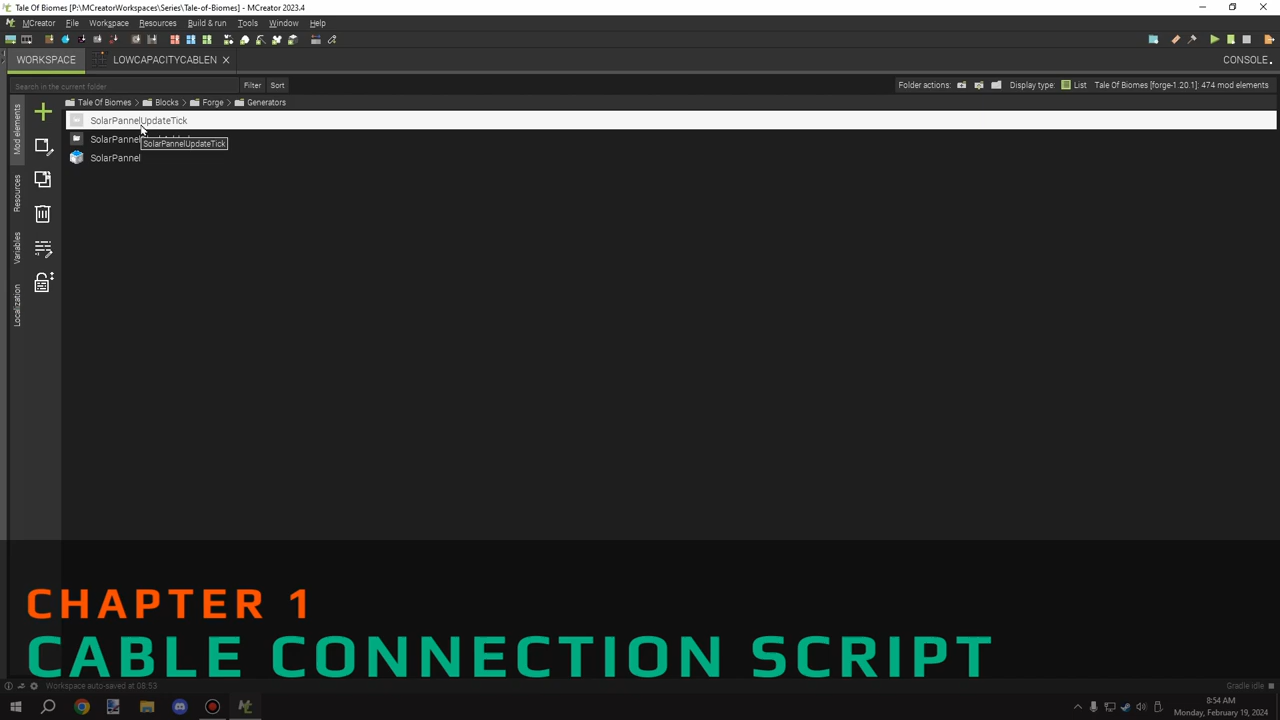 Tale Of Biomes [P:\MCreatorWorkspaces\Series\Tale-of-Biomes] - MCreator 2023.4
MCreator File Workspace Resources Build & run Tools Window Help
WORKSPACE LOWCAPACITYCABLEN CONSOLE
Search in the current folder Filter Sort Folder actions: Display type: List Tale Of Biomes [forge-1.20.1]: 474 mod elements
Tale Of Biomes > Blocks > Forge > Generators
SolarPannelUpdateTick
SolarPannel
SolarPannelUpdateTick
SolarPannel
Mod elements
Resources
Variables
Localization
CHAPTER 1
CABLE CONNECTION SCRIPT
Workspace auto-saved at 08:53 Gradle idle
8:54 AM
Monday, February 19, 2024